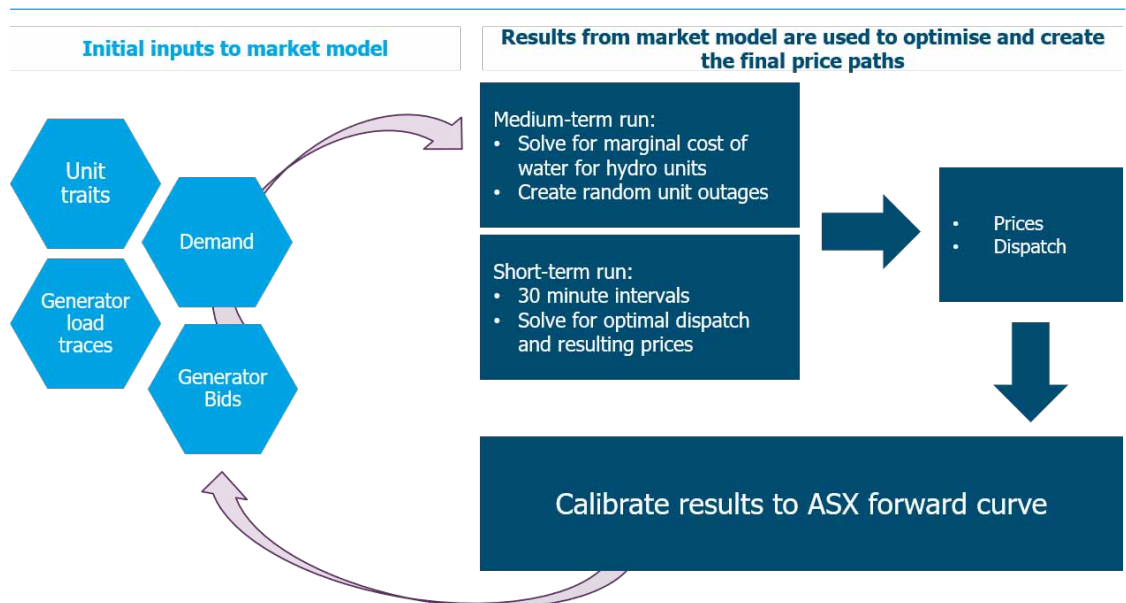 Initial inputs to market model
Results from market model are used to optimise and create
the final price paths
Unit
traits
Demand
Generator
load
traces
Generator
Bids
Medium-term run:
• Solve for marginal cost of
water for hydro units
• Create random unit outages
Short-term run:
• 30 minute intervals
• Solve for optimal dispatch
and resulting prices
• Prices
• Dispatch
Calibrate results to ASX forward curve